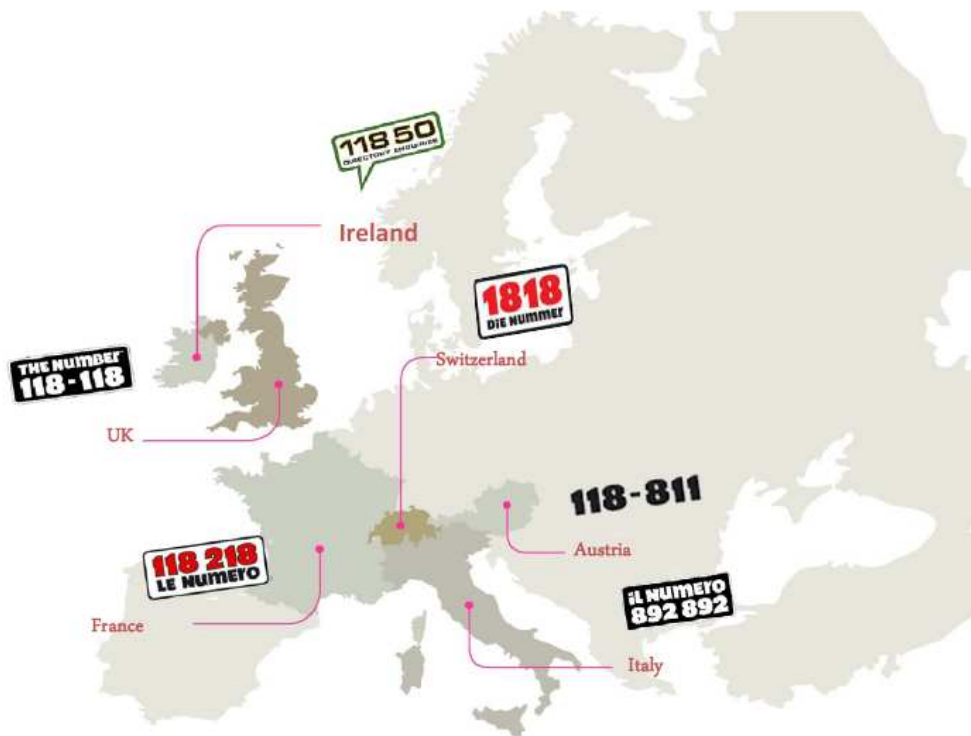 11850
DIRECTORY ENQUIRIES
Ireland
1818
DIE NUMMER
Switzerland
THE NUMBER
118-118
UK
118-811
Austria
118 218
LE NUMERO
France
iL NUMERO
892 892
Italy